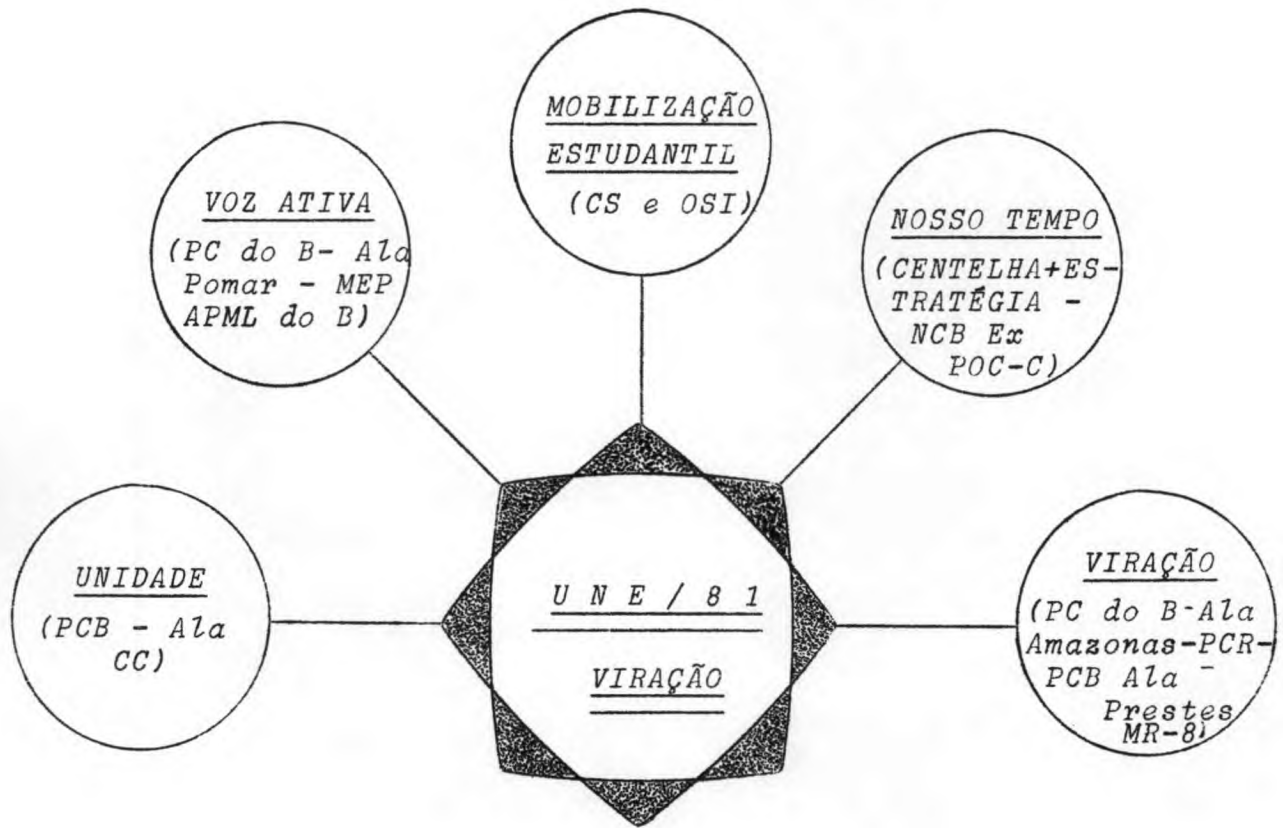 MOBILIZAÇÃO
ESTUDANTIL
(CS e OSI)
VOZ ATIVA
(PC do B- Ala
Pomar - MEP
APML do B)
NOSSO TEMPO
(CENTELHA+ES-
TRATÉGIA -
NCB Ex
POC-C)
UNIDADE
(PCB - Ala
CC)
U N E / 8 1
VIRAÇÃO
VIRAÇÃO
(PC do B-Ala
Amazonas-PCR-
PCB Ala -
Prestes
MR-8)